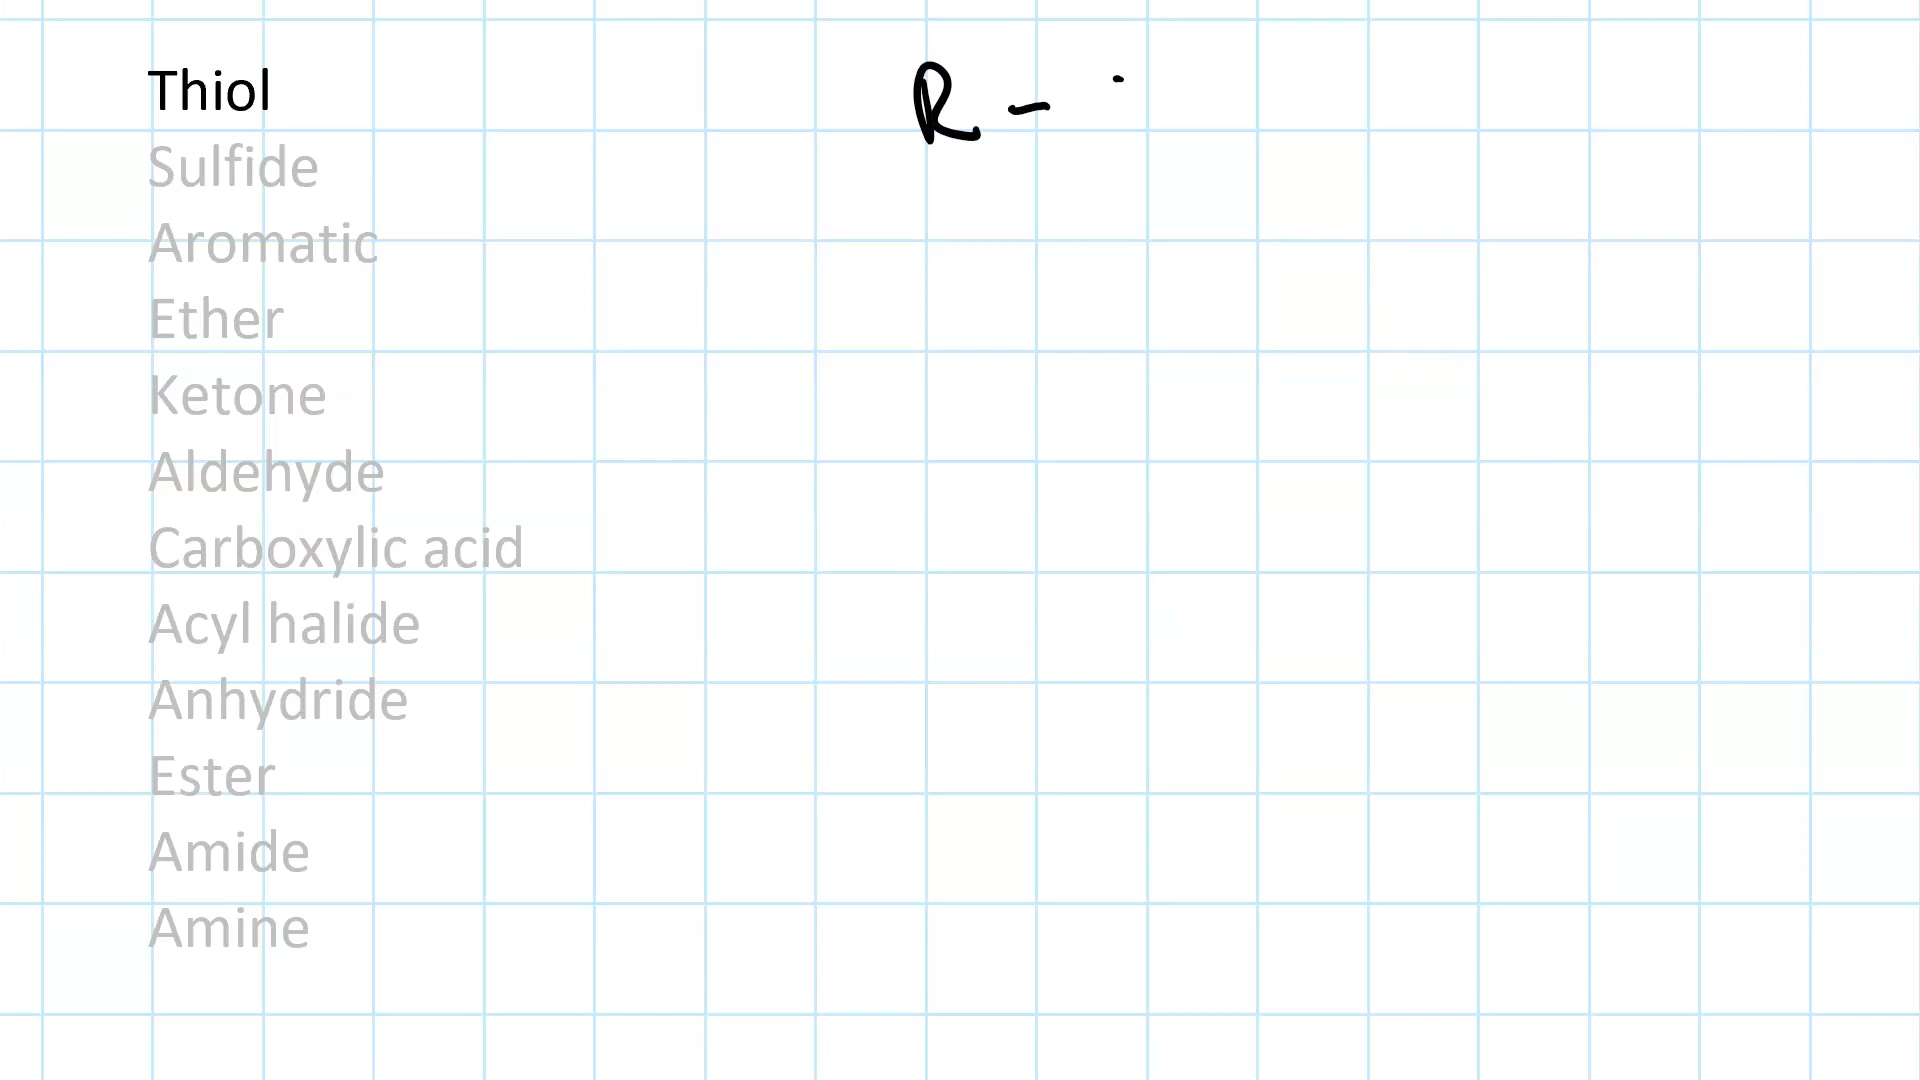 Thiol R -
Sulfide
Aromatic
Ether
Ketone
Aldehyde
Carboxylic acid
Acyl halide
Anhydride
Ester
Amide
Amine